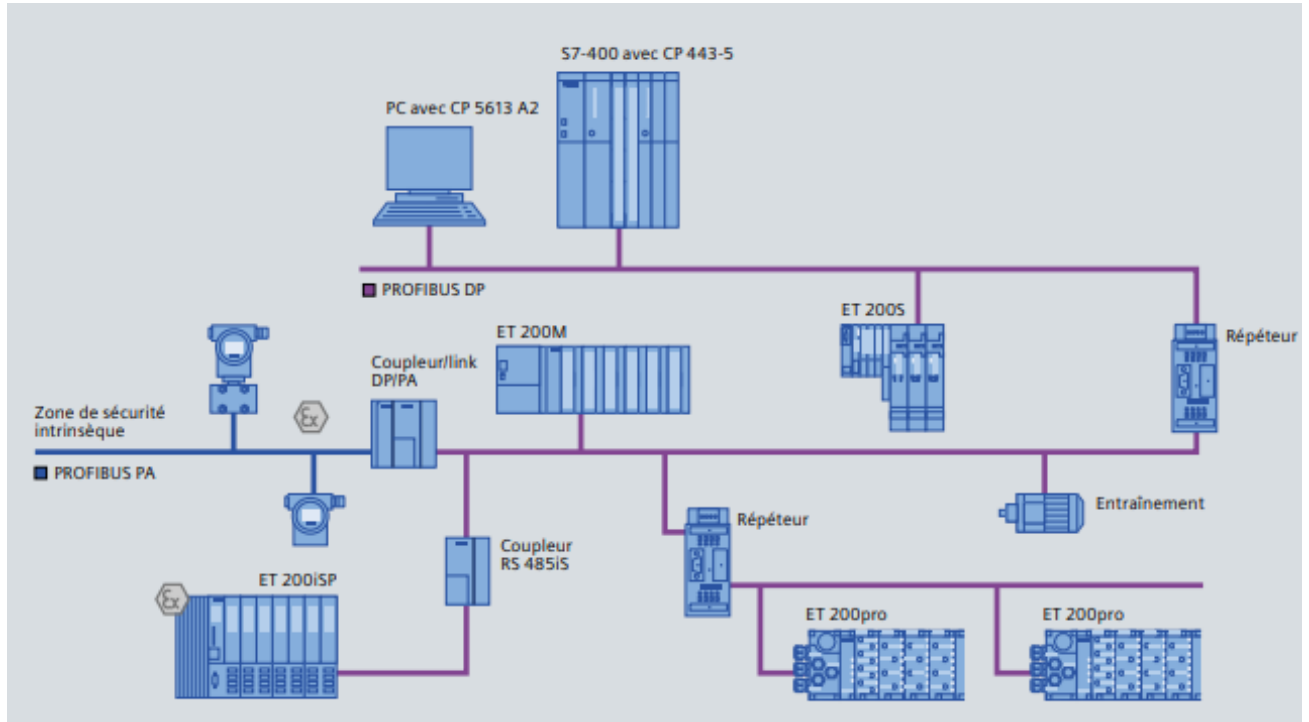 S7-400 avec CP 443-5
PC avec CP 5613 A2
PROFIBUS DP
ET 200S
ET 200M
Répéteur
Coupleur/link
DP/PA
Zone de sécurité
intrinsèque
Ex
PROFIBUS PA
Entraînement
Répéteur
Coupleur
RS 485iS
ET 200iSP
Ex
ET 200pro
ET 200pro